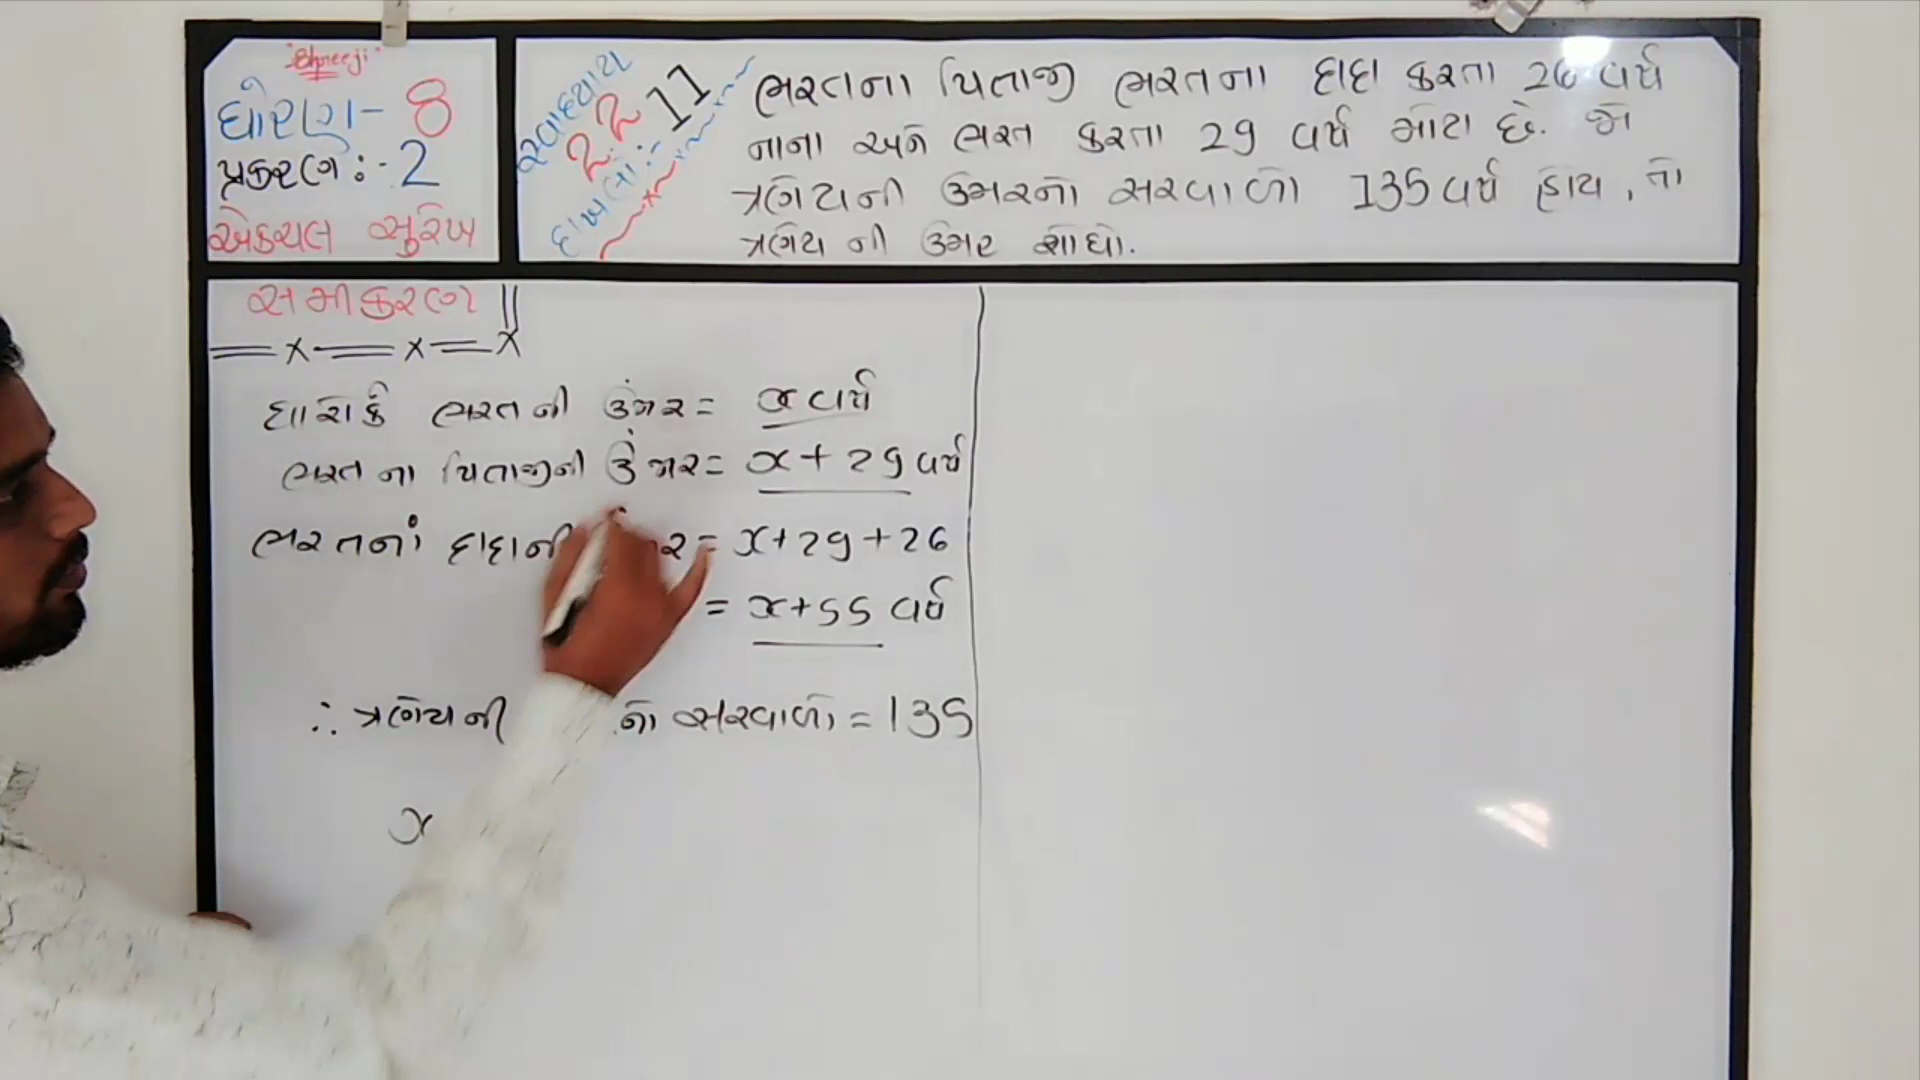 "Shreeji"
ધોરણ - 8
પ્રકરણ :- 2
એકચલ સુરેખ
સમીકરણ
સ્વાધ્યાય
2.2
દાખલો :- 11
ભરતના પિતાજી ભરતના દાદા કરતા 26 વર્ષ
નાના અને ભરત કરતા 29 વર્ષ મોટા છે. જો
ત્રણેયની ઉંમરનો સરવાળો 135 વર્ષ હોય, તો
ત્રણેય ની ઉંમર શોધો.
ધારોકે ભરત ની ઉંમર = x વર્ષ
ભરત ના પિતાજીની ઉંમર = x + 29 વર્ષ
ભરતનાં દાદાની મર = x + 29 + 26
= x + 55 વર્ષ
∴ ત્રણેયની નો સરવાળો = 135
x